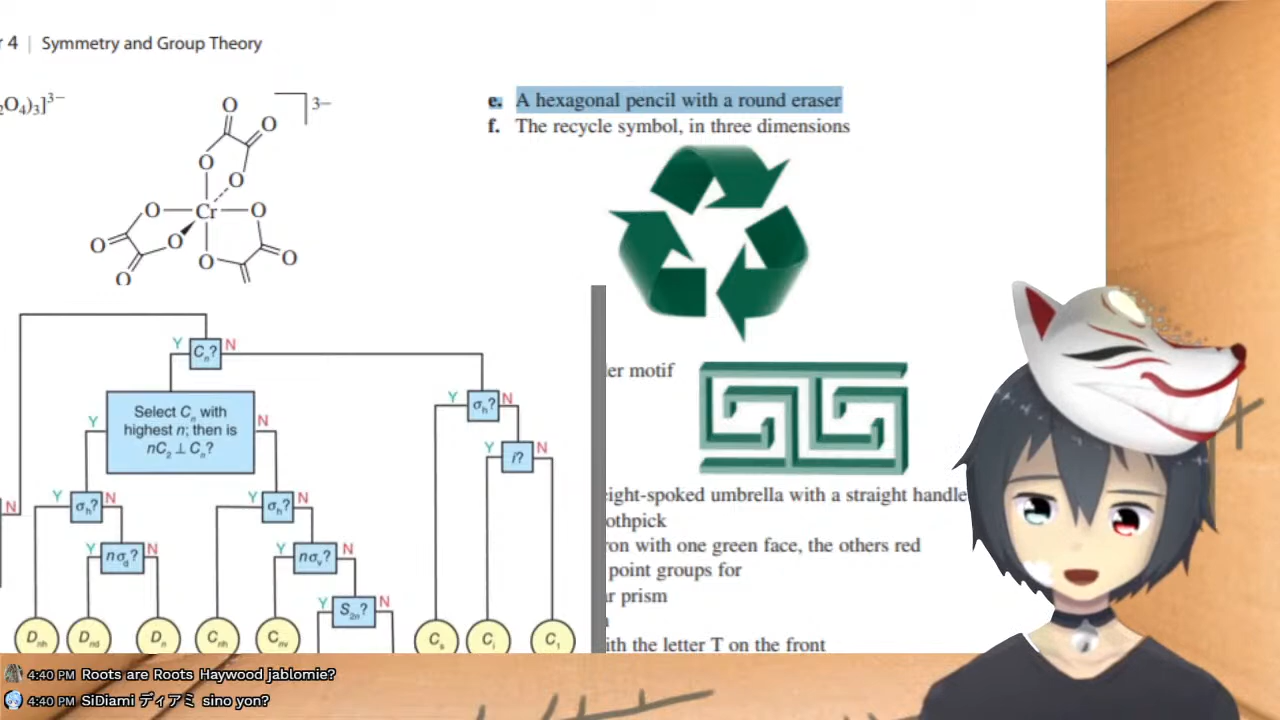 r 4 | Symmetry and Group Theory
2O4)3]3−
3−
O
O
O
O
O
Cr
O
O
O
O
O
O
O
e. A hexagonal pencil with a round eraser
f. The recycle symbol, in three dimensions
er motif
eight-spoked umbrella with a straight handle
othpick
ron with one green face, the others red
point groups for
r prism
ith the letter T on the front
Y Cn? N
Select Cn with
highest n; then is
nC2 ⊥ Cn?
Y N
Y σh? N
Y i? N
N
Y σh? N
Y σh? N
Y nσd? N
Y nσv? N
Y S2n? N
Dnh Dnd Dn Cnh Cnv Cs Ci C1
4:40 PM Roots are Roots Haywood jablomie?
4:40 PM SiDiami ディアミ sino yon?